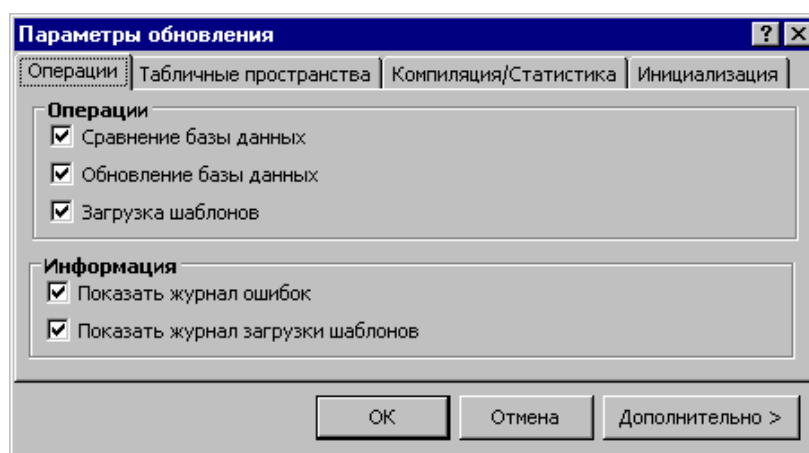 Параметры обновления
Операции Табличные пространства Компиляция/Статистика Инициализация
Операции
Сравнение базы данных
Обновление базы данных
Загрузка шаблонов
Информация
Показать журнал ошибок
Показать журнал загрузки шаблонов
ОК Отмена Дополнительно >